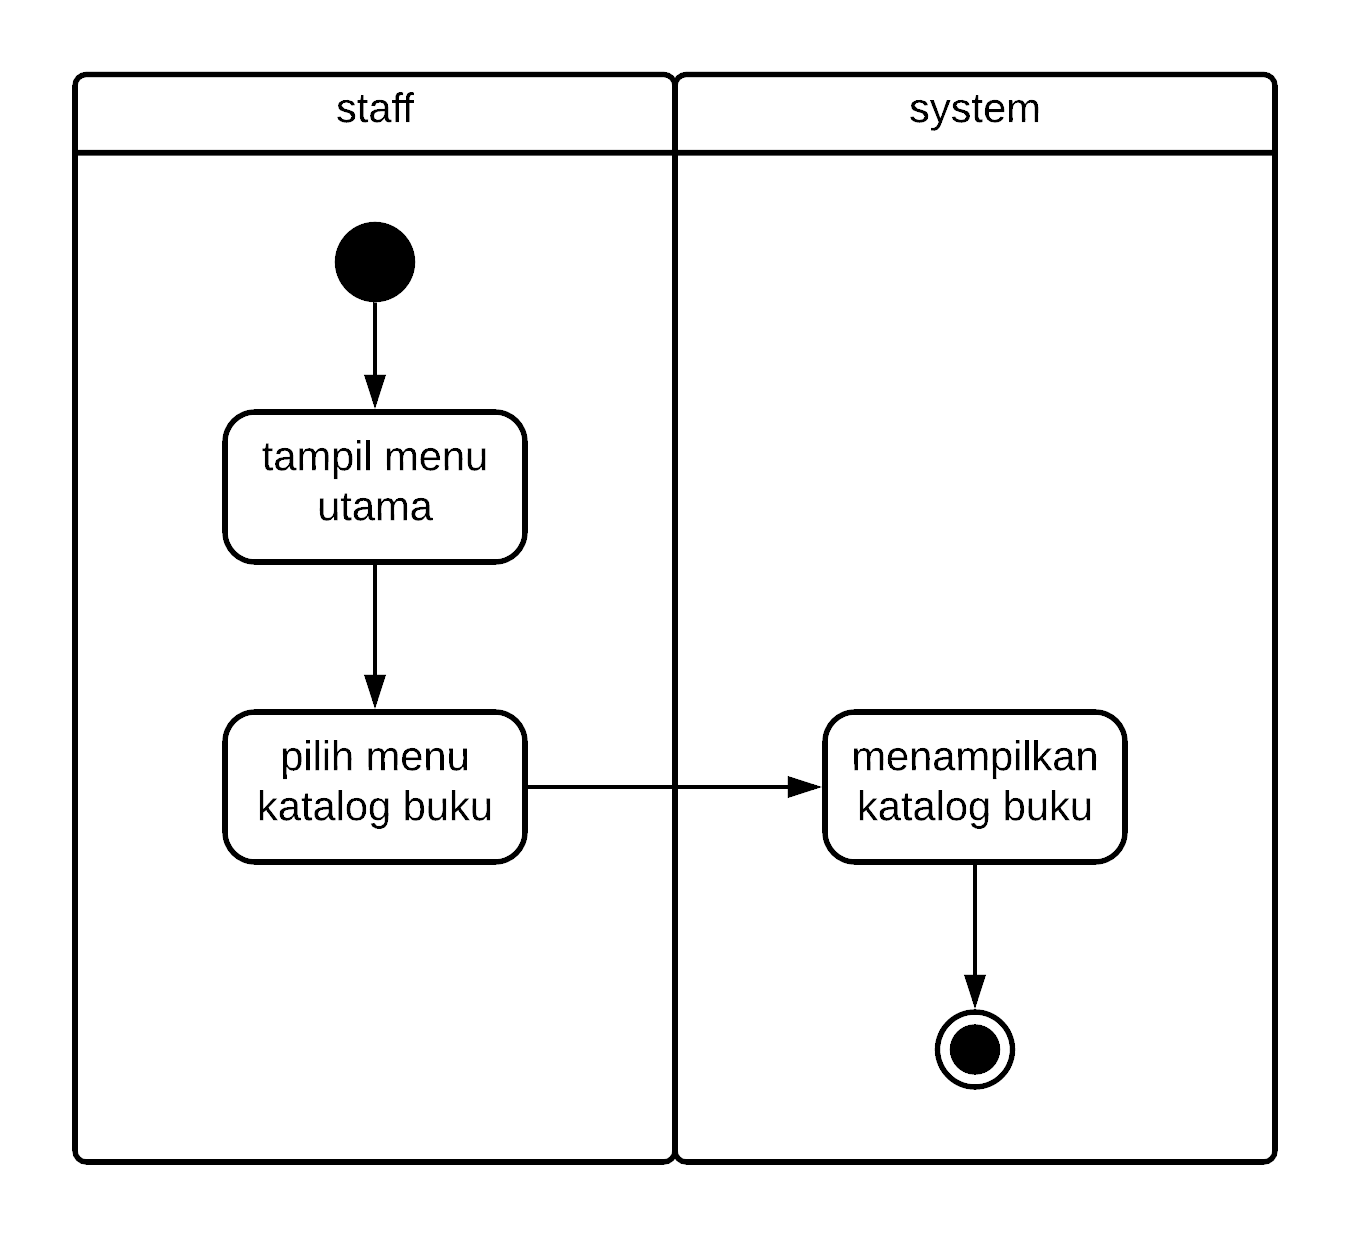 staff
system
tampil menu
utama
pilih menu
katalog buku
menampilkan
katalog buku